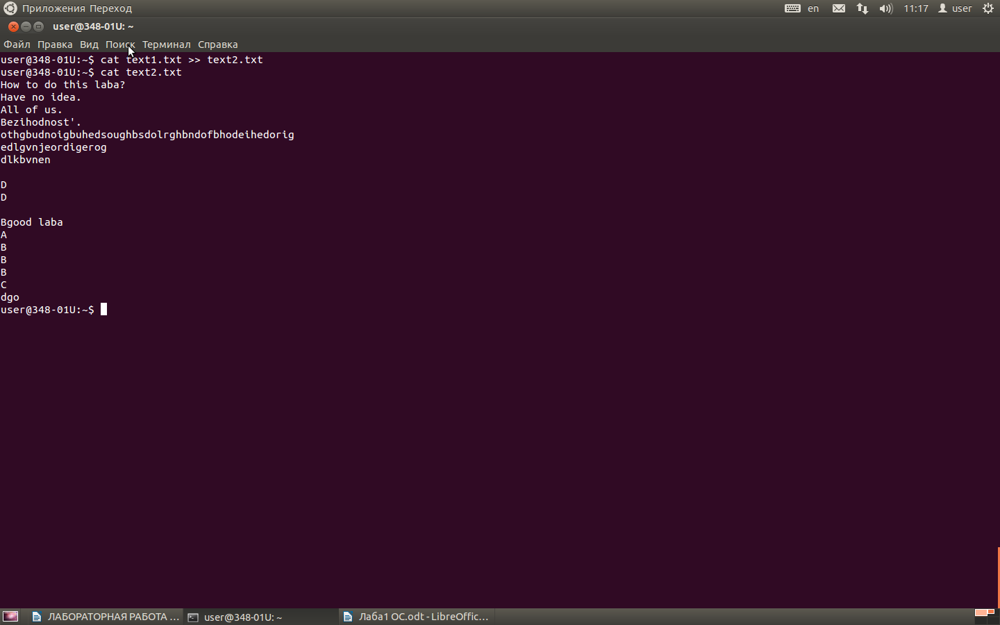 Приложения Переход en 11:17 user
user@348-01U: ~
Файл Правка Вид Поиск Терминал Справка
user@348-01U:~$ cat text1.txt >> text2.txt
user@348-01U:~$ cat text2.txt
How to do this laba?
Have no idea.
All of us.
Bezihodnost'.
othgbudnoigbuhedsoughbsdolrghbndofbhodeihedorig
edlgvnjeordigerog
dlkbvnen
D
D
Bgood laba
A
B
B
B
C
dgo
user@348-01U:~$
ЛАБОРАТОРНАЯ РАБОТА ... user@348-01U: ~ Лаба1 ОС.odt - LibreOffic...